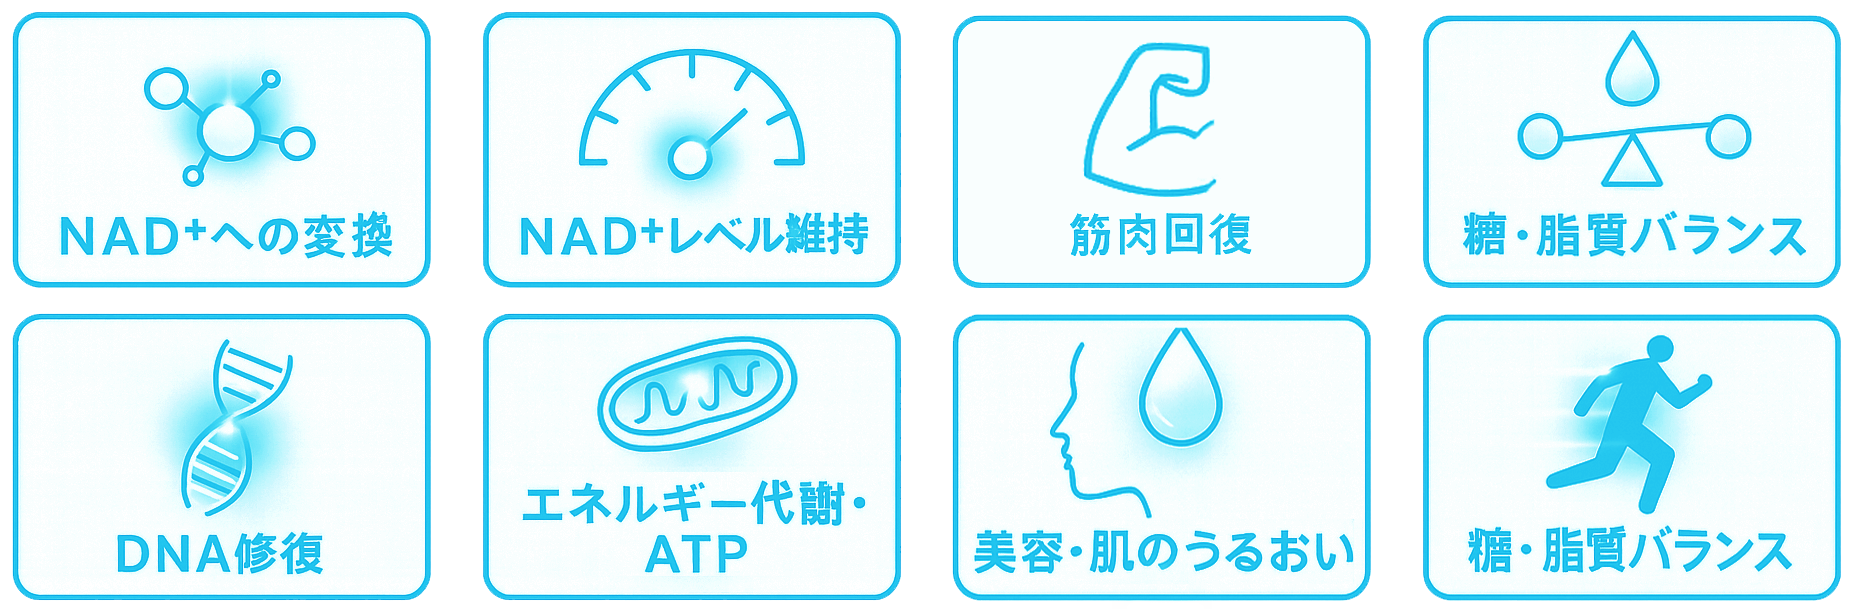 NAD⁺への変換
NAD⁺レベル維持
筋肉回復
糖・脂質バランス
DNA修復
エネルギー代謝・
ATP
美容・肌のうるおい
糖・脂質バランス